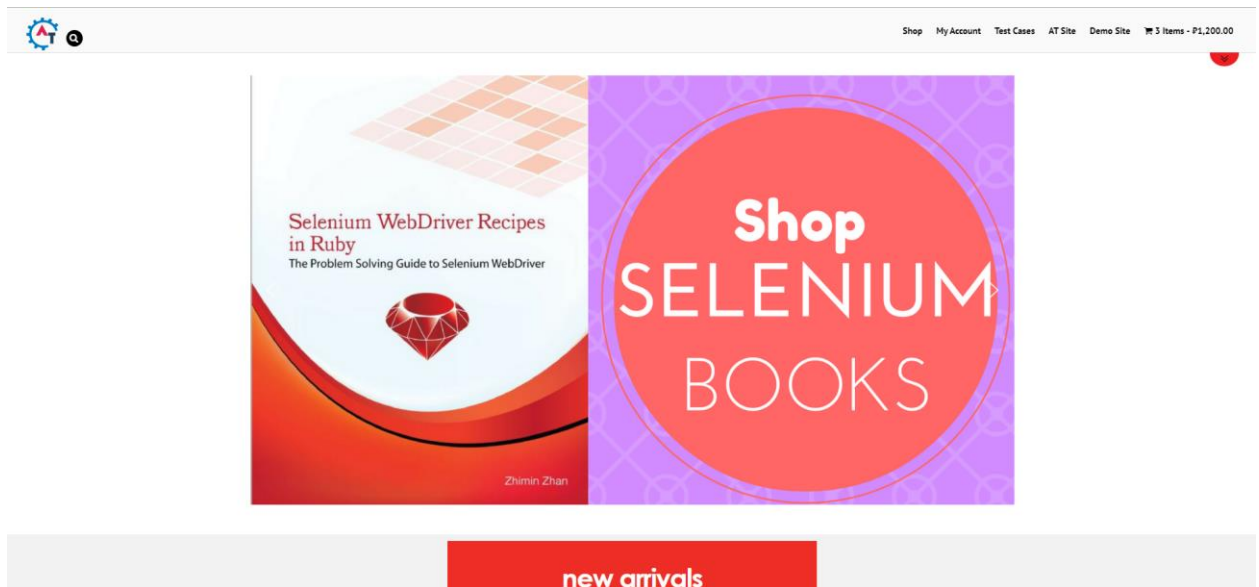 AT
Shop My Account Test Cases AT Site Demo Site 3 Items - ₹1,200.00
Selenium WebDriver Recipes
in Ruby
The Problem Solving Guide to Selenium WebDriver
Zhimin Zhan
Shop
SELENIUM
BOOKS
new arrivals